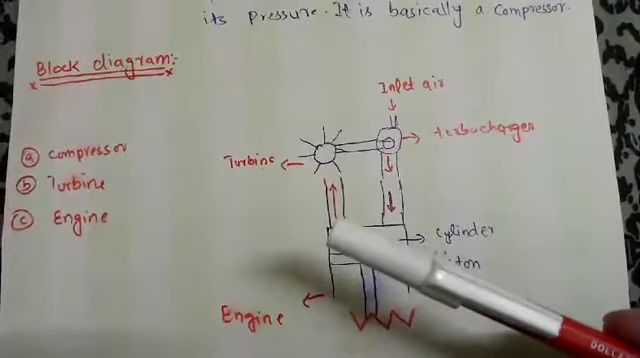 its Pressure. It is basically a compressor.
Block diagram:
Inlet air
turbocharger
Turbine
a compressor
b Turbine
c Engine
cylinder
Engine
DOLL